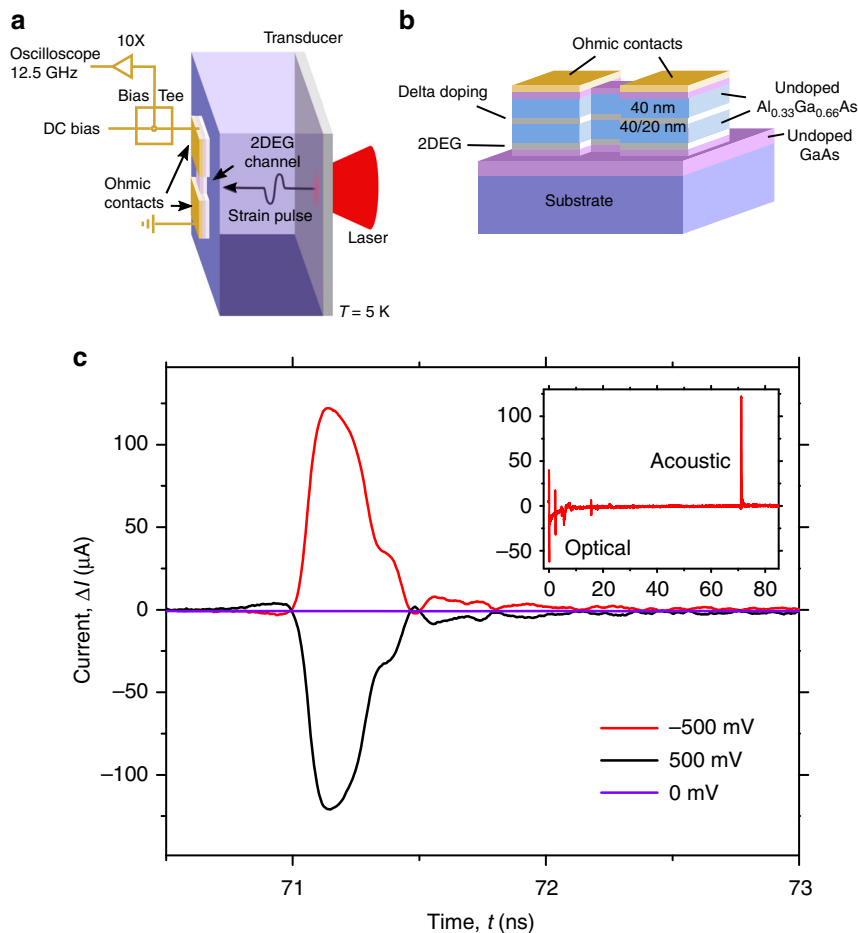 a
10X
Transducer
Oscilloscope
12.5 GHz
Bias Tee
DC bias
2DEG
channel
Ohmic
contacts
Strain pulse
Laser
T = 5 K
b
Ohmic contacts
Delta doping
40 nm
40/20 nm
2DEG
Undoped
Al0.33Ga0.66As
Undoped
GaAs
Substrate
c
Current, ΔI (μA)
100
50
0
−50
−100
71
72
73
Time, t (ns)
100
50
0
−50
Acoustic
Optical
0
20
40
60
80
−500 mV
500 mV
0 mV